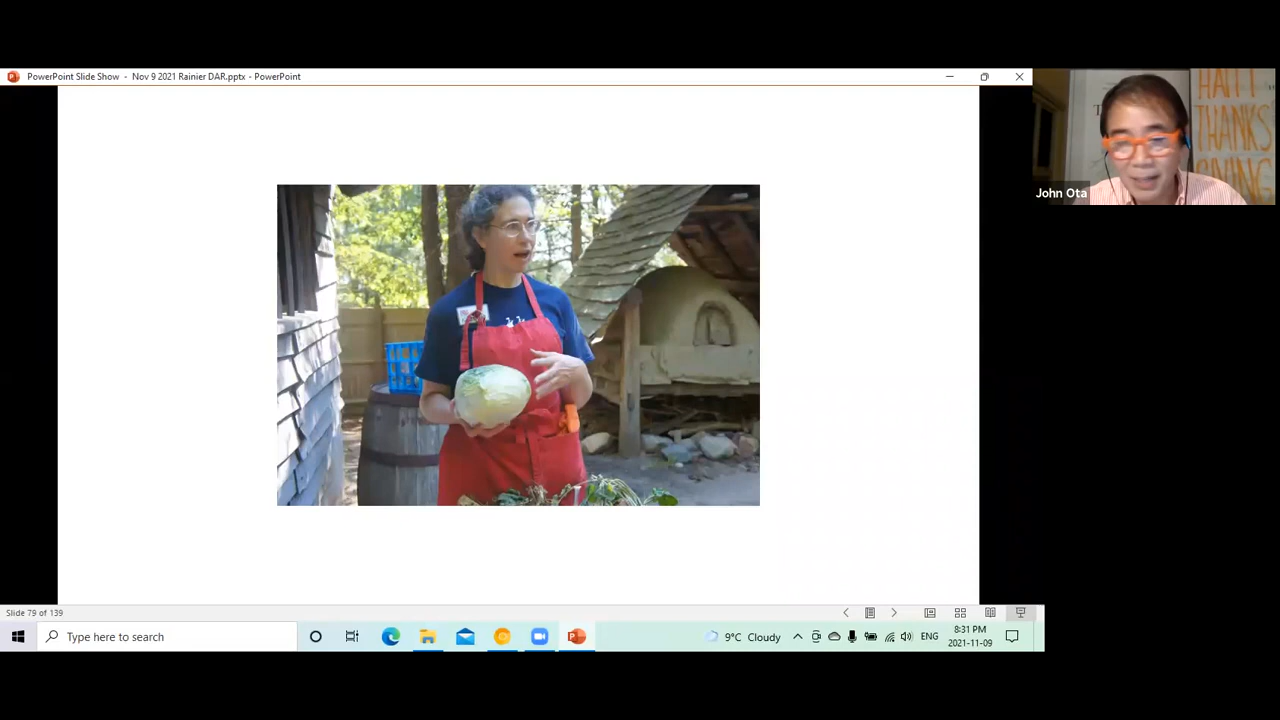 PowerPoint Slide Show - Nov 9 2021 Rainier DAR.pptx - PowerPoint
THANKS
John Ota
Slide 79 of 139
Type here to search
9°C Cloudy
ENG
8:31 PM
2021-11-09